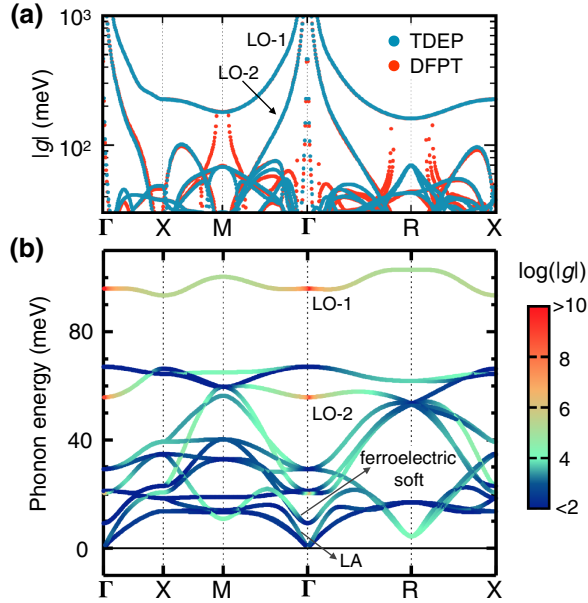 (a)
10³
10²
|g| (meV)
LO-1
LO-2
TDEP
DFPT
Γ X M Γ R X
(b)
80
40
0
Phonon energy (meV)
LO-1
LO-2
ferroelectric
soft
LA
Γ X M Γ R X
log(|g|)
>10
8
6
4
<2